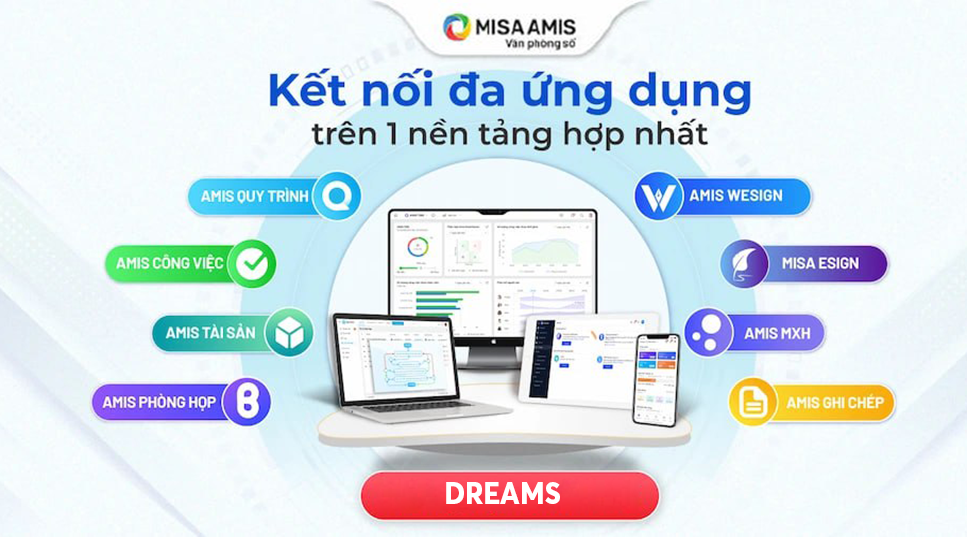 MISA AMIS
Văn phòng số
Kết nối đa ứng dụng
trên 1 nền tảng hợp nhất
AMIS QUY TRÌNH
AMIS WESIGN
AMIS CÔNG VIỆC
MISA ESIGN
AMIS TÀI SẢN
AMIS MXH
AMIS PHÒNG HỌP
AMIS GHI CHÉP
DREAMS